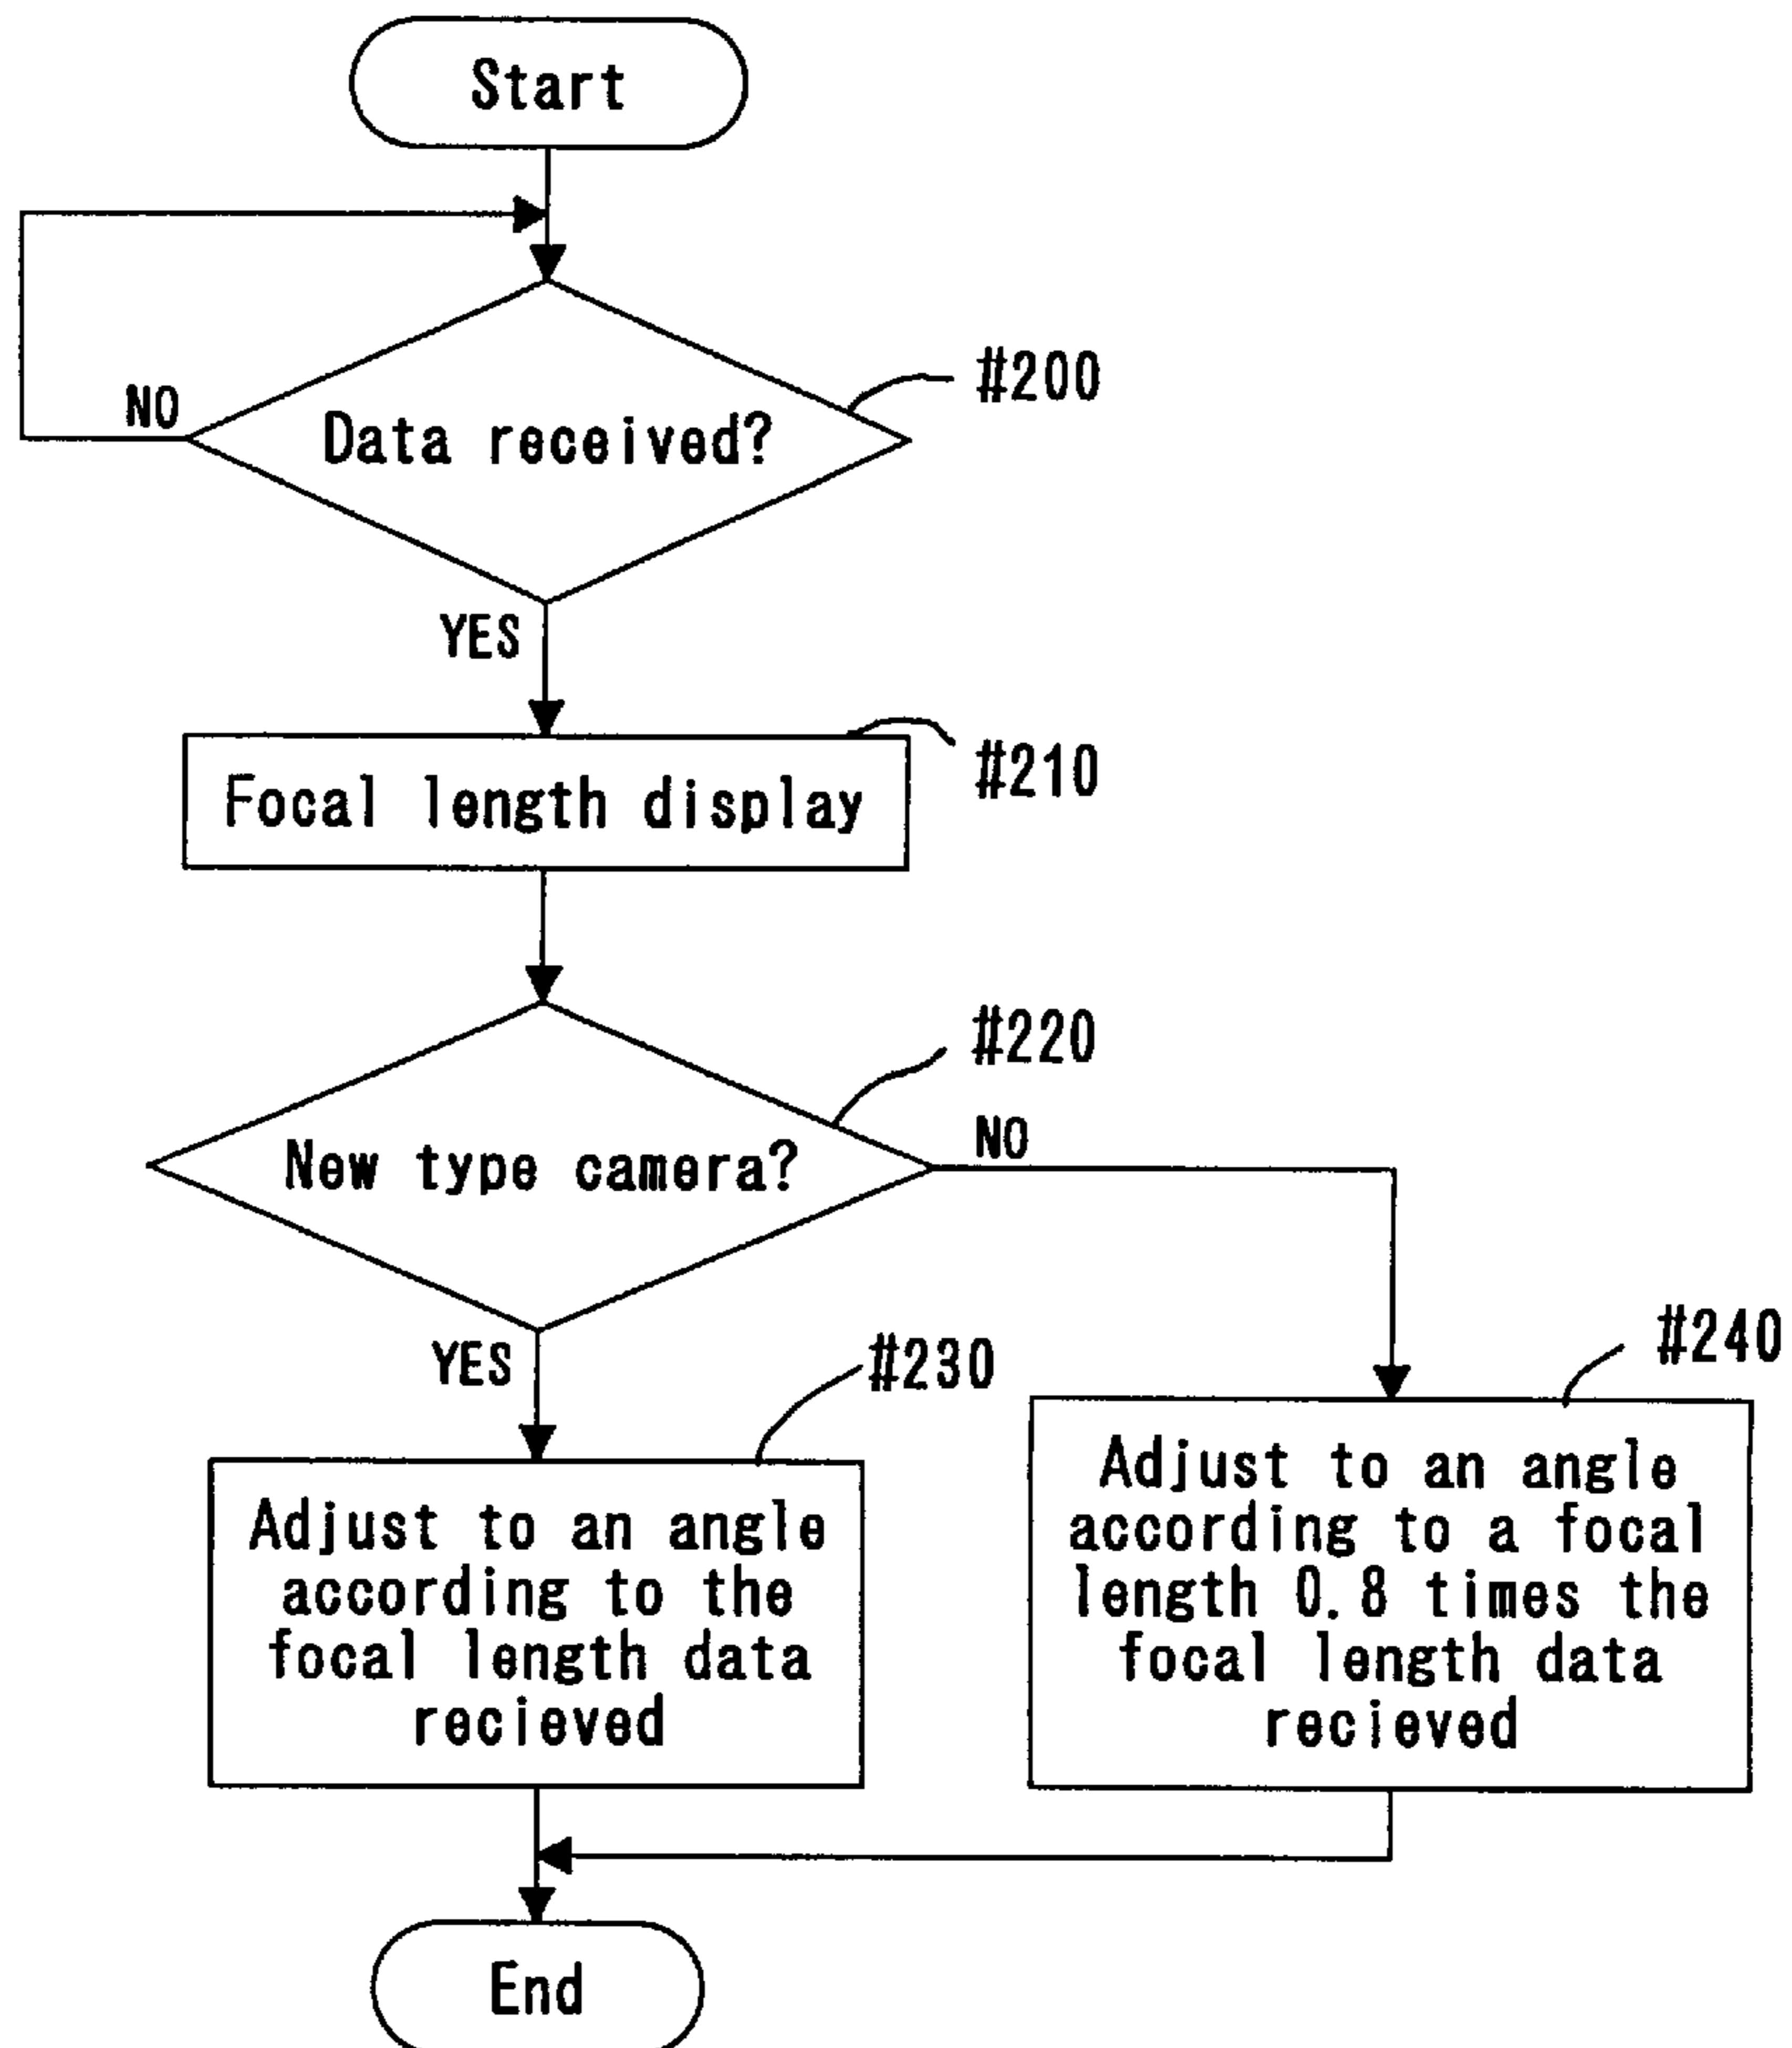 Start
#200
NO
Data received?
YES
#210
Focal length display
#220
NO
New type camera?
YES
#230
#240
Adjust to an angle
according to the
focal length data
recieved
Adjust to an angle
according to a focal
length 0.8 times the
focal length data
recieved
End